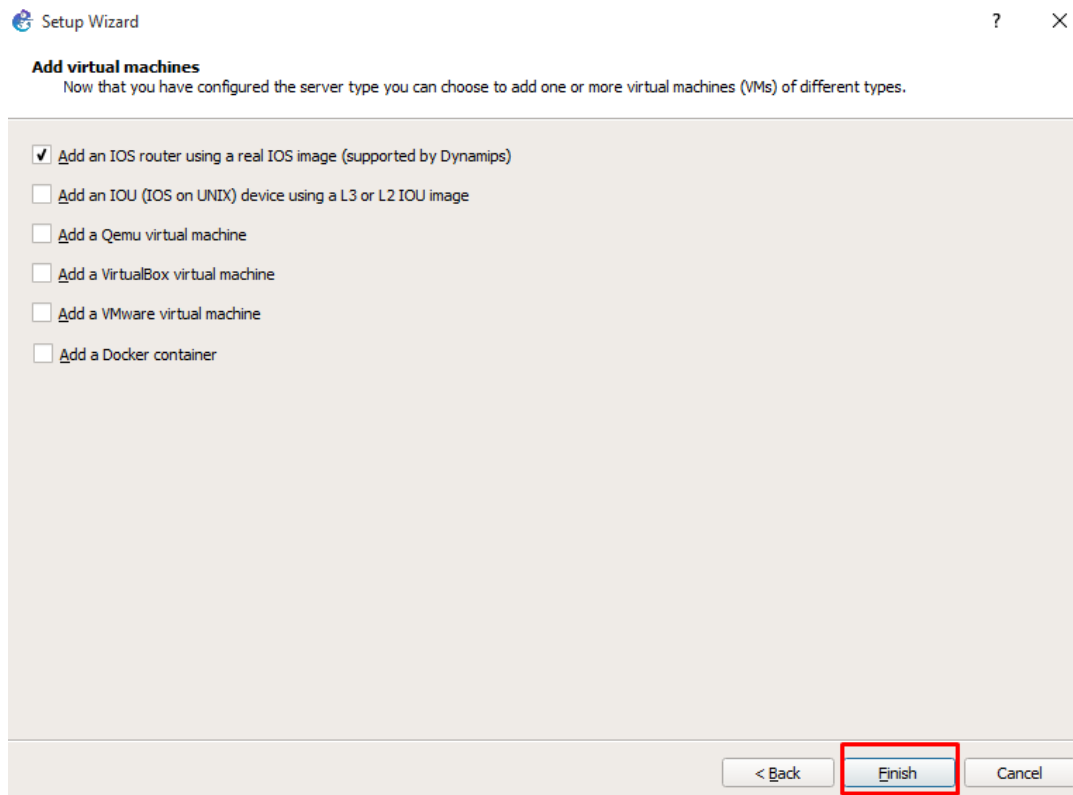 Setup Wizard
?
Add virtual machines
Now that you have configured the server type you can choose to add one or more virtual machines (VMs) of different types.
Add an IOS router using a real IOS image (supported by Dynamips)
Add an IOU (IOS on UNIX) device using a L3 or L2 IOU image
Add a Qemu virtual machine
Add a VirtualBox virtual machine
Add a VMware virtual machine
Add a Docker container
< Back Finish Cancel